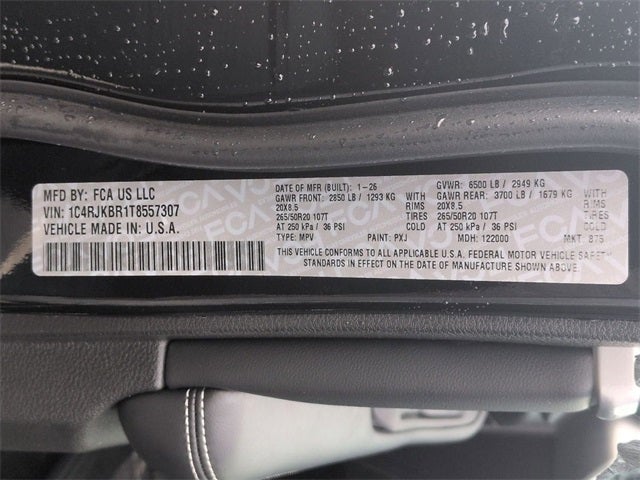 MFD BY: FCA US LLC
VIN: 1C4RJKBR1T8557307
VEHICLE MADE IN: U.S.A.
DATE OF MFR (BUILT): 1-26
GAWR FRONT: 2850 LB / 1293 KG
20X8.5
265/50R20 107T
AT 250 kPa / 36 PSI
TYPE: MPV
PAINT: PXJ
WITH
RIMS
TIRES
COLD
GVWR: 6500 LB / 2949 KG
GAWR REAR: 3700 LB / 1679 KG
20X8.5
265/50R20 107T
AT 250 kPa / 36 PSI
MDH: 122000
WITH
RIMS
TIRES
COLD
MKT: 875
THIS VEHICLE CONFORMS TO ALL APPLICABLE U.S.A. FEDERAL MOTOR VEHICLE SAFETY
STANDARDS IN EFFECT ON THE DATE OF MANUFACTURE SHOWN ABOVE.